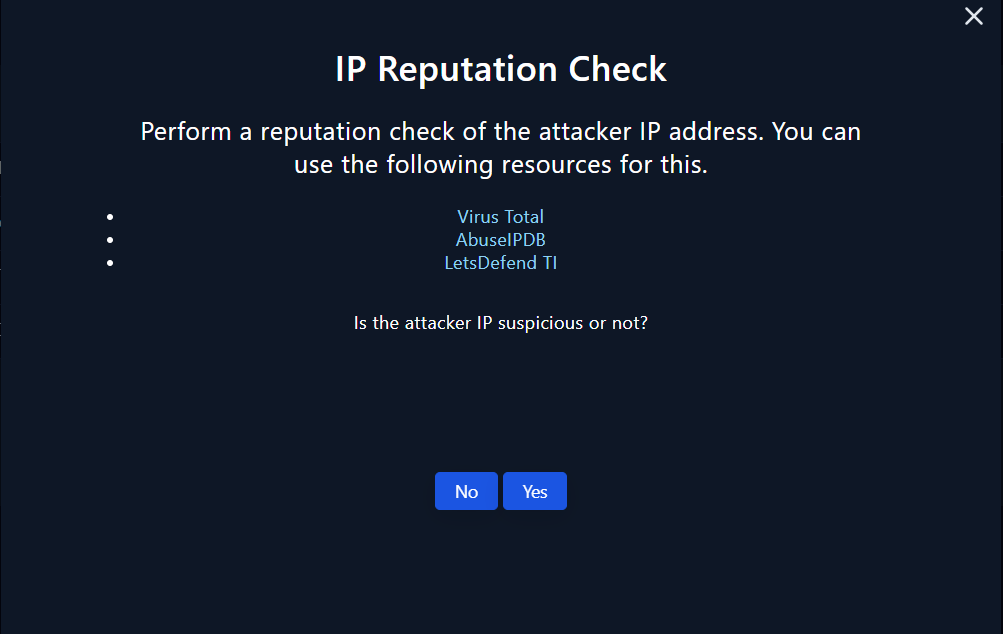 IP Reputation Check
Perform a reputation check of the attacker IP address. You can
use the following resources for this.
Virus Total
AbuseIPDB
LetsDefend TI
Is the attacker IP suspicious or not?
No Yes